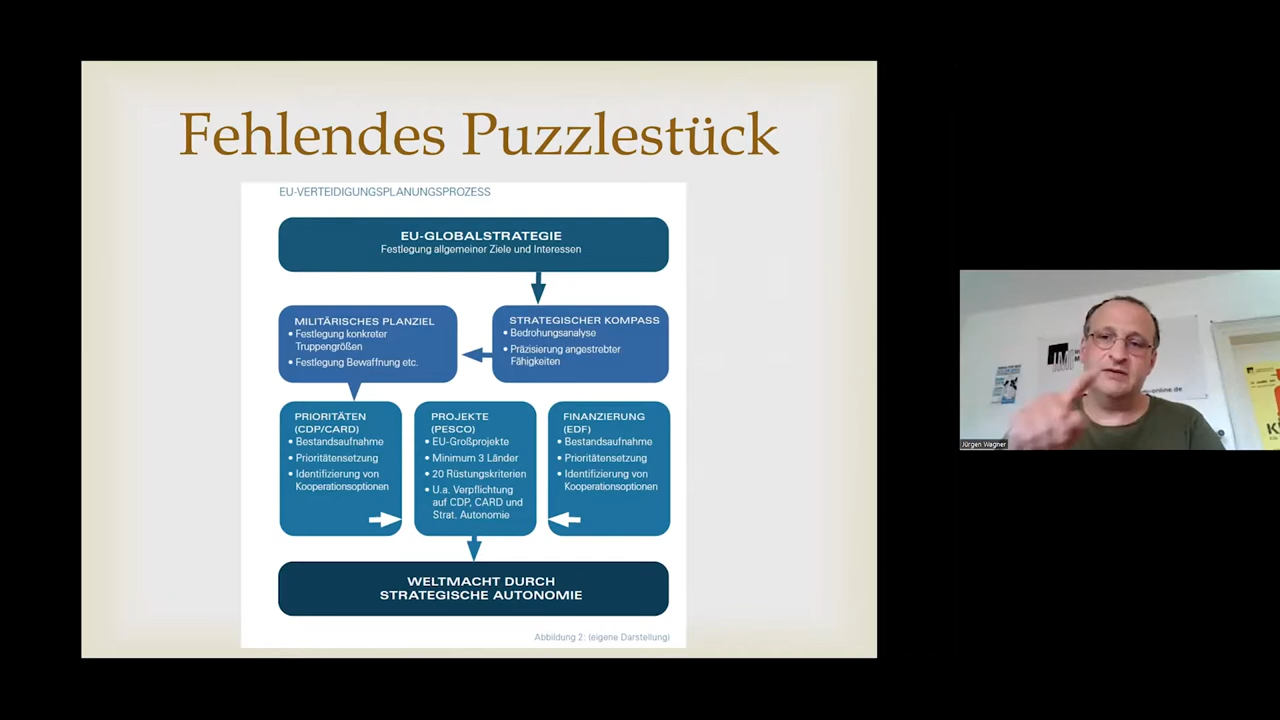 Fehlendes Puzzlestück
EU-VERTEIDIGUNGSPLANUNGSPROZESS
EU-GLOBALSTRATEGIE
Festlegung allgemeiner Ziele und Interessen
MILITÄRISCHES PLANZIEL
• Festlegung konkreter
Truppengrößen
• Festlegung Bewaffnung etc.
STRATEGISCHER KOMPASS
• Bedrohungsanalyse
• Präzisierung angestrebter
Fähigkeiten
PRIORITÄTEN
(CDP/CARD)
• Bestandsaufnahme
• Prioritätensetzung
• Identifizierung von
Kooperationsoptionen
PROJEKTE
(PESCO)
• EU-Großprojekte
• Minimum 3 Länder
• 20 Rüstungskriterien
• U.a. Verpflichtung
auf CDP, CARD und
Strat. Autonomie
FINANZIERUNG
(EDF)
• Bestandsaufnahme
• Prioritätensetzung
• Identifizierung von
Kooperationsoptionen
WELTMACHT DURCH
STRATEGISCHE AUTONOMIE
Abbildung 2: (eigene Darstellung)
Jürgen Wagner